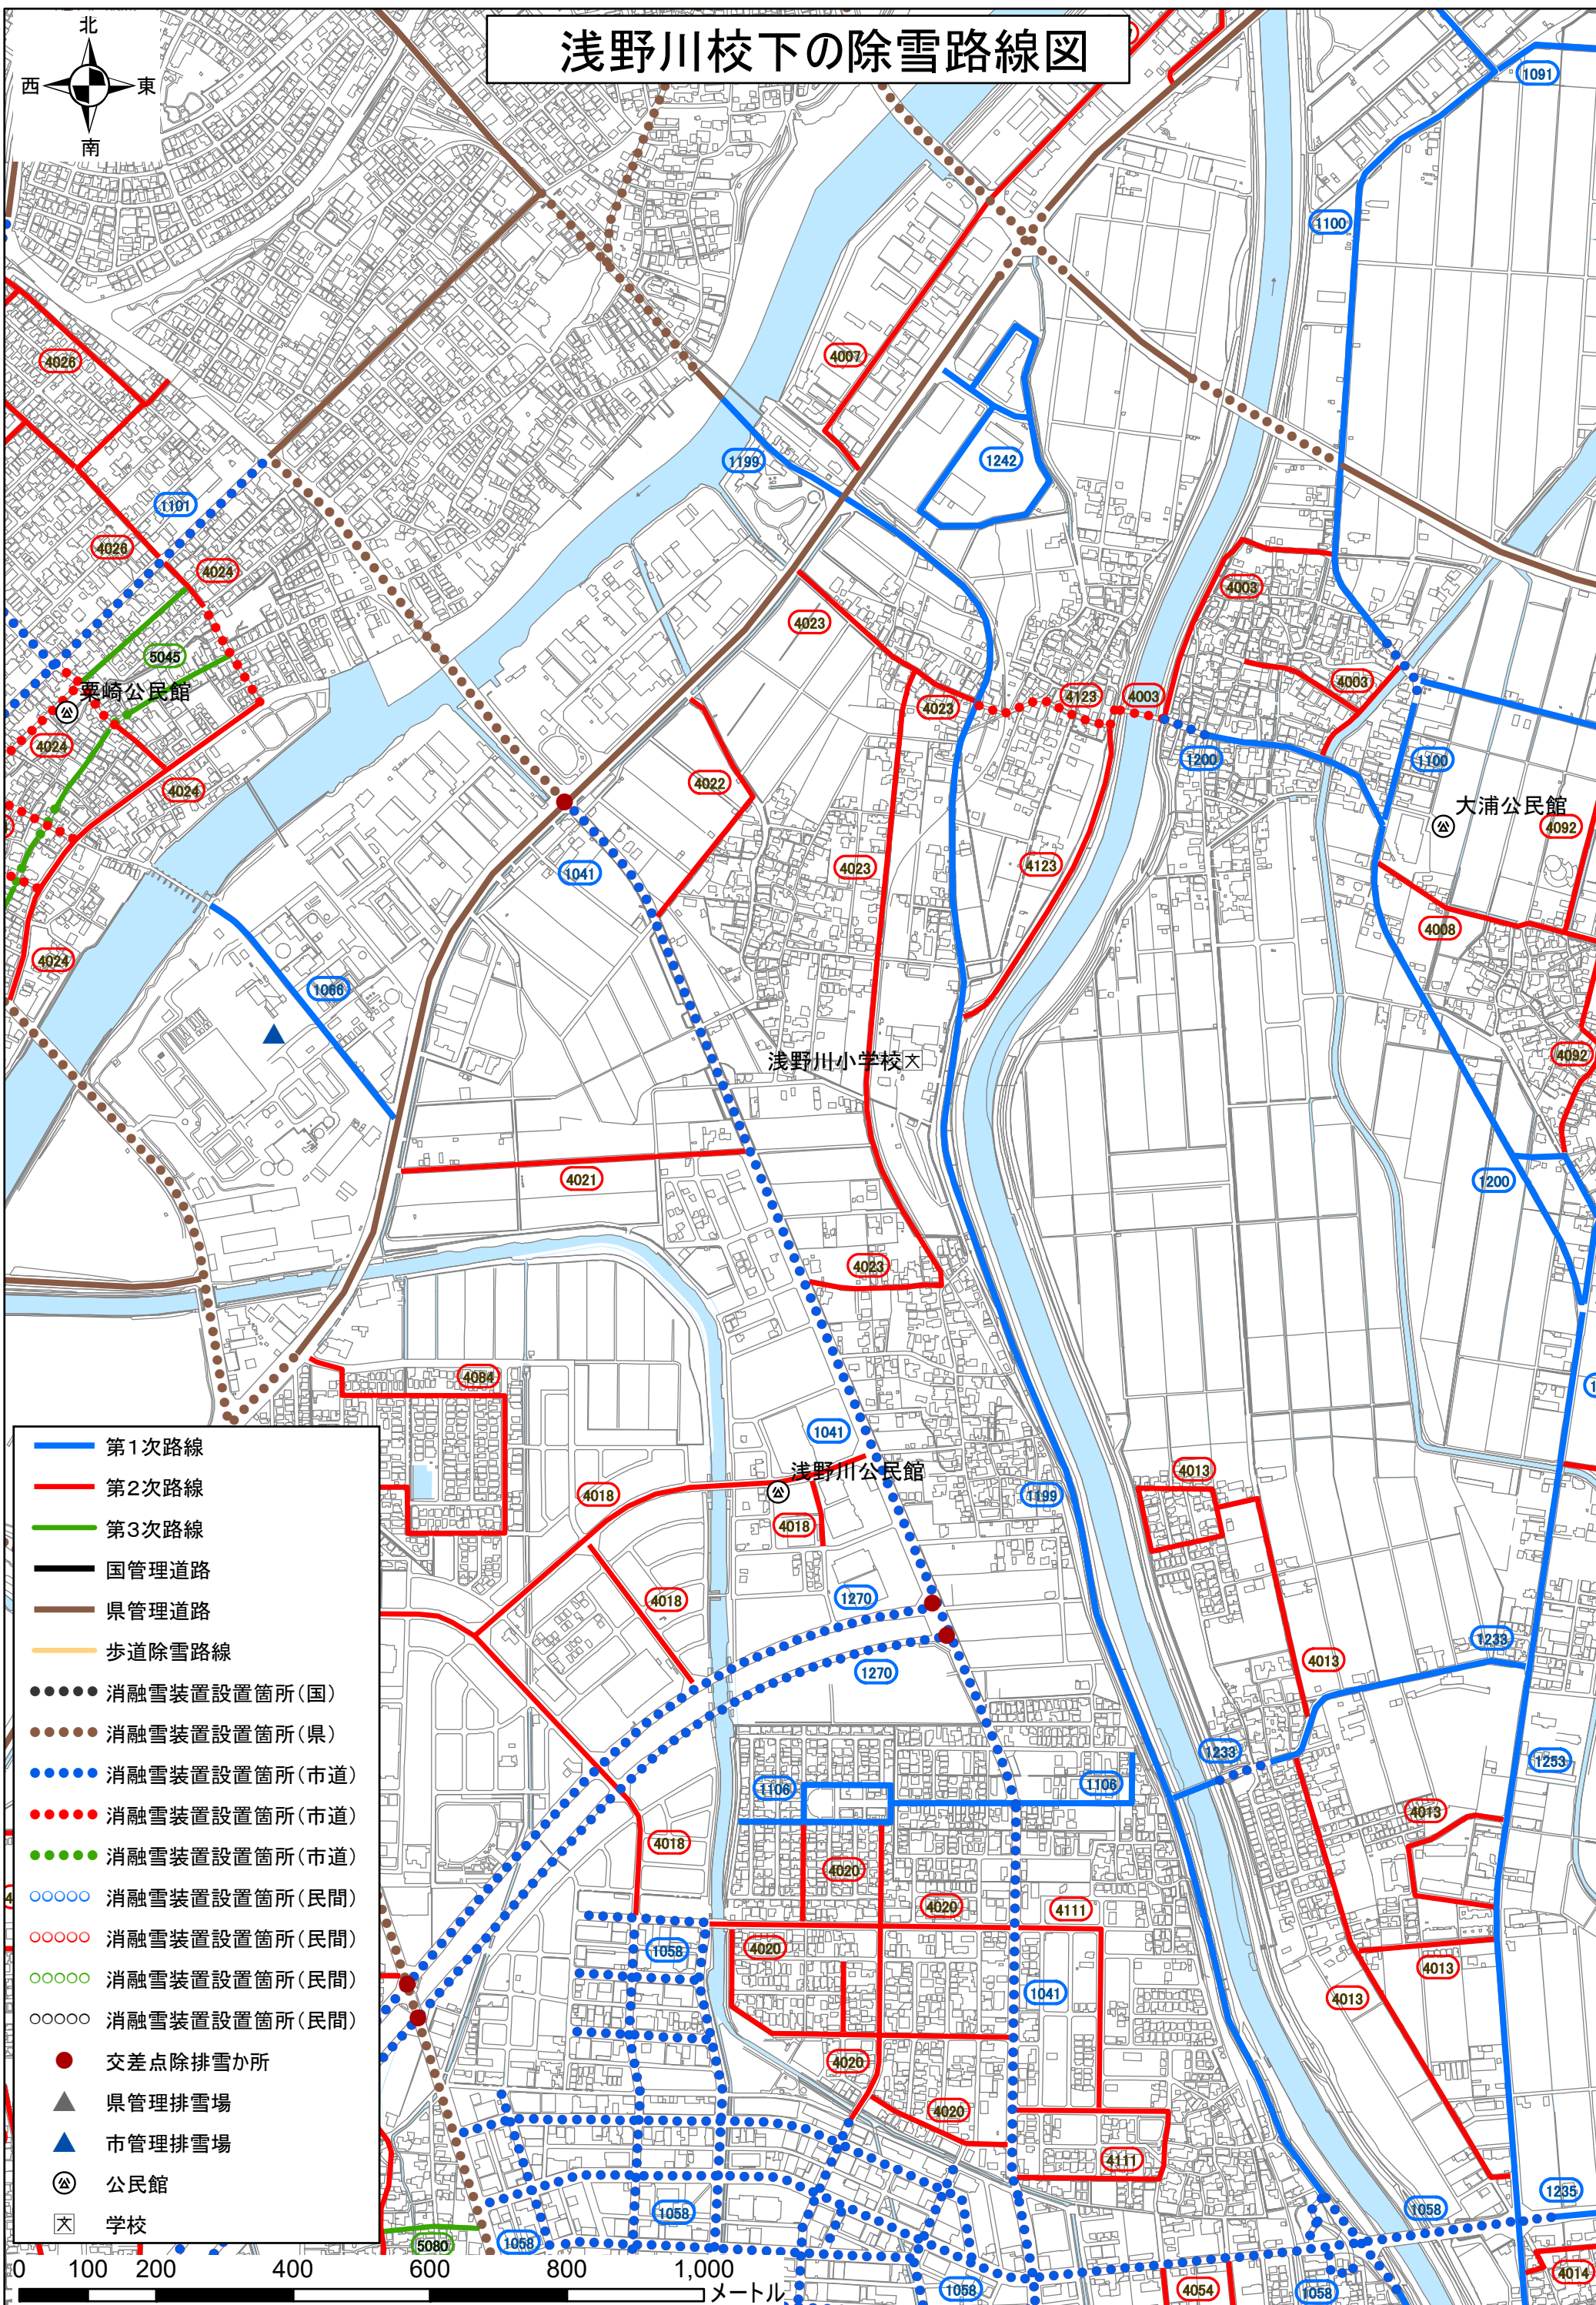 浅野川校下の除雪路線図
北
西
東
南
1091
1100
4026
4007
1199
1242
1101
4026
4024
4003
4023
5045
粟崎公民館
4003
4023
4123
4003
4024
1200
1100
4022
4024
大浦公民館
4092
1041
4023
4123
4008
4024
1066
浅野川小学校
文
4092
4021
1200
4023
4084
1041
浅野川公民館
4013
4018
1199
4018
1270
4018
1233
4013
1270
1233
1253
1106
1106
4013
4018
4020
4020
4111
4020
1058
4013
1041
4013
4020
4020
4111
1235
1058
1058
5080
1058
1058
4054
1058
4014
第1次路線
第2次路線
第3次路線
国管理道路
県管理道路
歩道除雪路線
消融雪装置設置箇所(国)
消融雪装置設置箇所(県)
消融雪装置設置箇所(市道)
消融雪装置設置箇所(市道)
消融雪装置設置箇所(市道)
消融雪装置設置箇所(民間)
消融雪装置設置箇所(民間)
消融雪装置設置箇所(民間)
消融雪装置設置箇所(民間)
交差点除排雪か所
県管理排雪場
市管理排雪場
公民館
文 学校
0 100 200 400 600 800 1,000
メートル